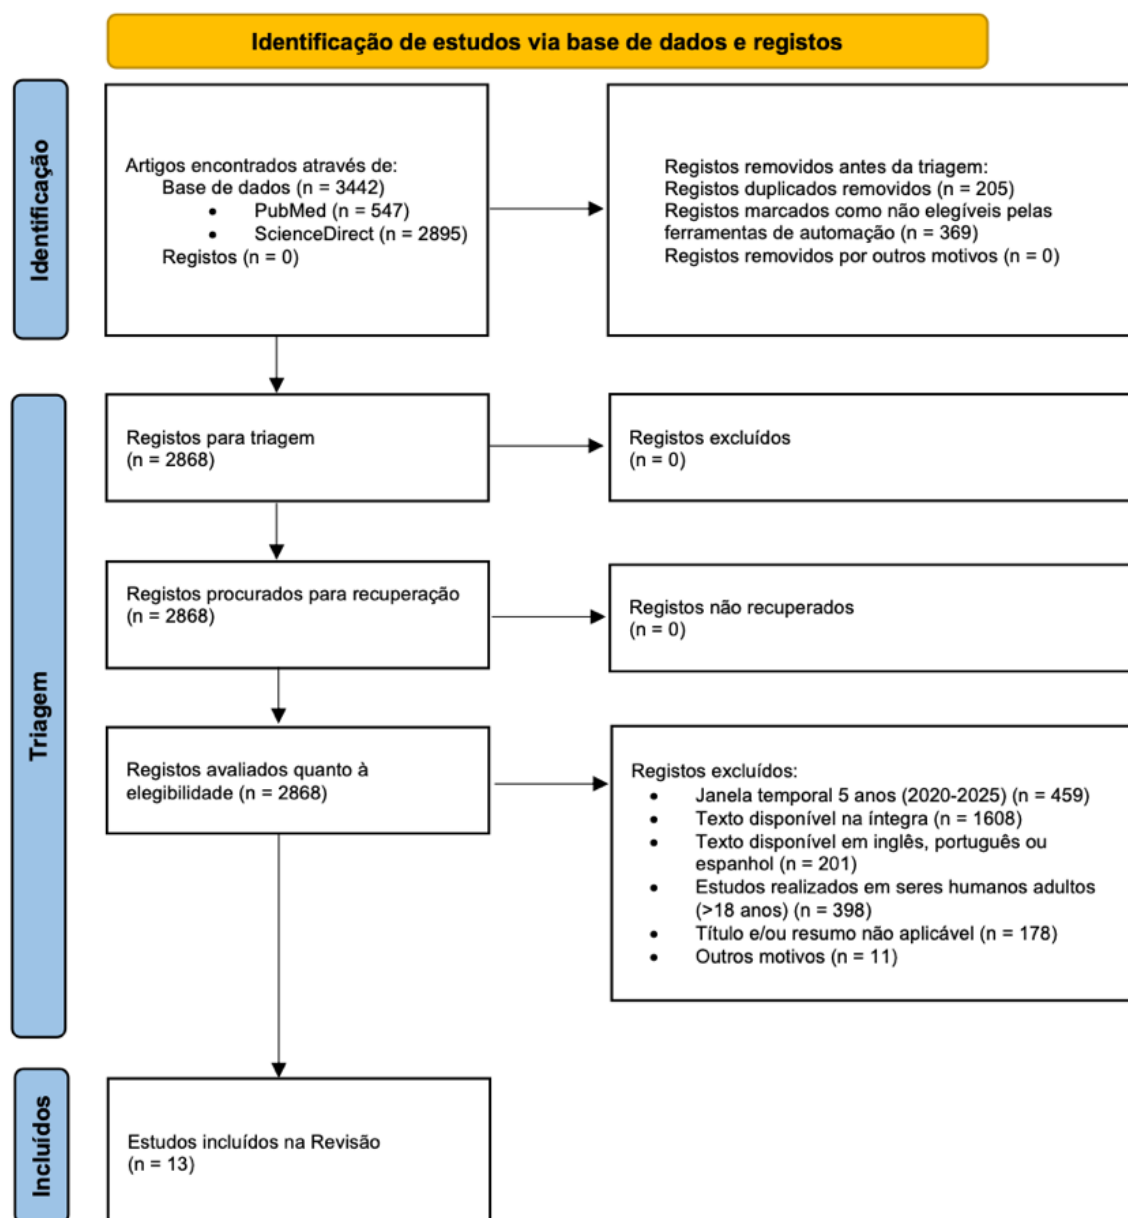 Identificação de estudos via base de dados e registos
Identificação
Artigos encontrados através de:
Base de dados (n = 3442)
• PubMed (n = 547)
• ScienceDirect (n = 2895)
Registos (n = 0)
Registos removidos antes da triagem:
Registos duplicados removidos (n = 205)
Registos marcados como não elegíveis pelas
ferramentas de automação (n = 369)
Registos removidos por outros motivos (n = 0)
Triagem
Registos para triagem
(n = 2868)
Registos excluídos
(n = 0)
Registos procurados para recuperação
(n = 2868)
Registos não recuperados
(n = 0)
Registos avaliados quanto à
elegibilidade (n = 2868)
Registos excluídos:
• Janela temporal 5 anos (2020-2025) (n = 459)
• Texto disponível na íntegra (n = 1608)
• Texto disponível em inglês, português ou
espanhol (n = 201)
• Estudos realizados em seres humanos adultos
(>18 anos) (n = 398)
• Título e/ou resumo não aplicável (n = 178)
• Outros motivos (n = 11)
Incluídos
Estudos incluídos na Revisão
(n = 13)